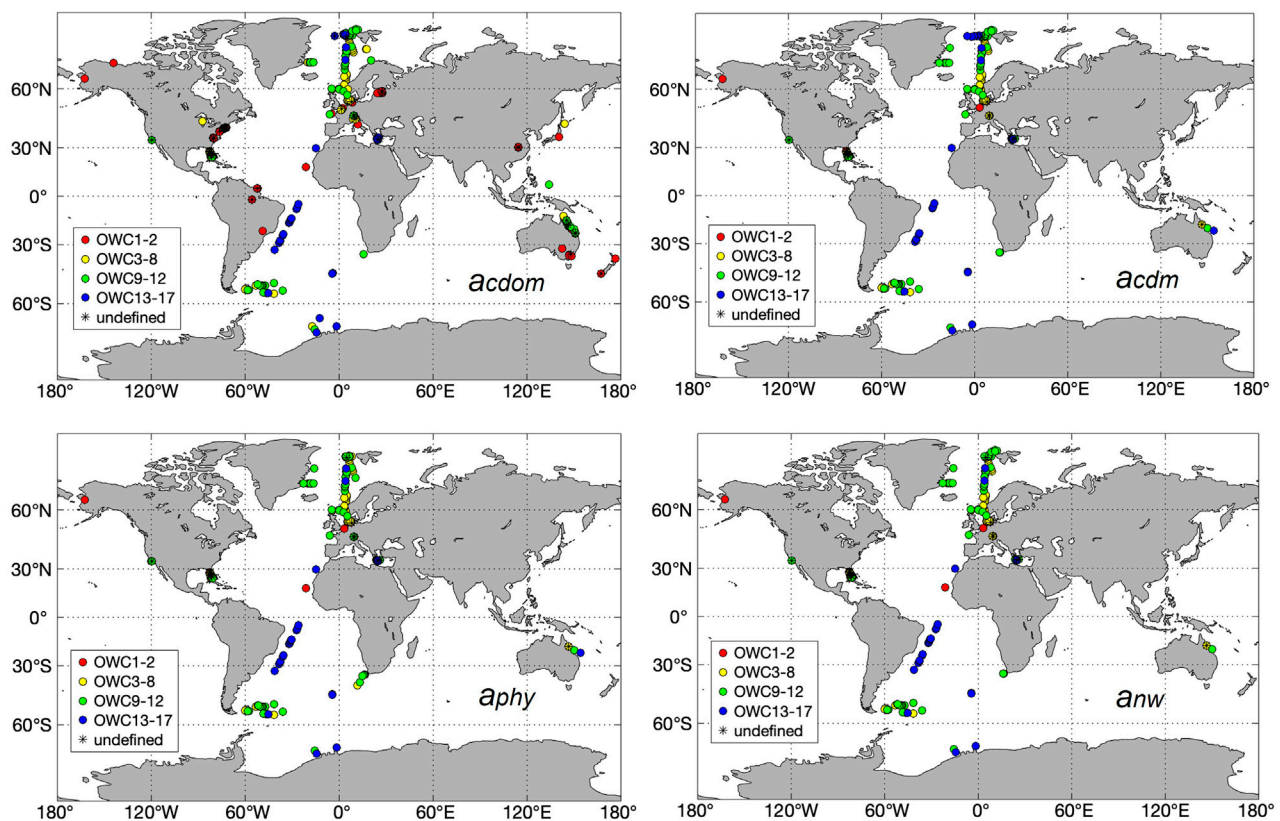 60°N
30°N
0°
30°S
60°S
OWC1-2
OWC3-8
OWC9-12
OWC13-17
undefined
acdom
180°
120°W
60°W
0°
60°E
120°E
180°
60°N
30°N
0°
30°S
60°S
OWC1-2
OWC3-8
OWC9-12
OWC13-17
undefined
acdm
180°
120°W
60°W
0°
60°E
120°E
180°
60°N
30°N
0°
30°S
60°S
OWC1-2
OWC3-8
OWC9-12
OWC13-17
undefined
aphy
180°
120°W
60°W
0°
60°E
120°E
180°
60°N
30°N
0°
30°S
60°S
OWC1-2
OWC3-8
OWC9-12
OWC13-17
undefined
anw
180°
120°W
60°W
0°
60°E
120°E
180°